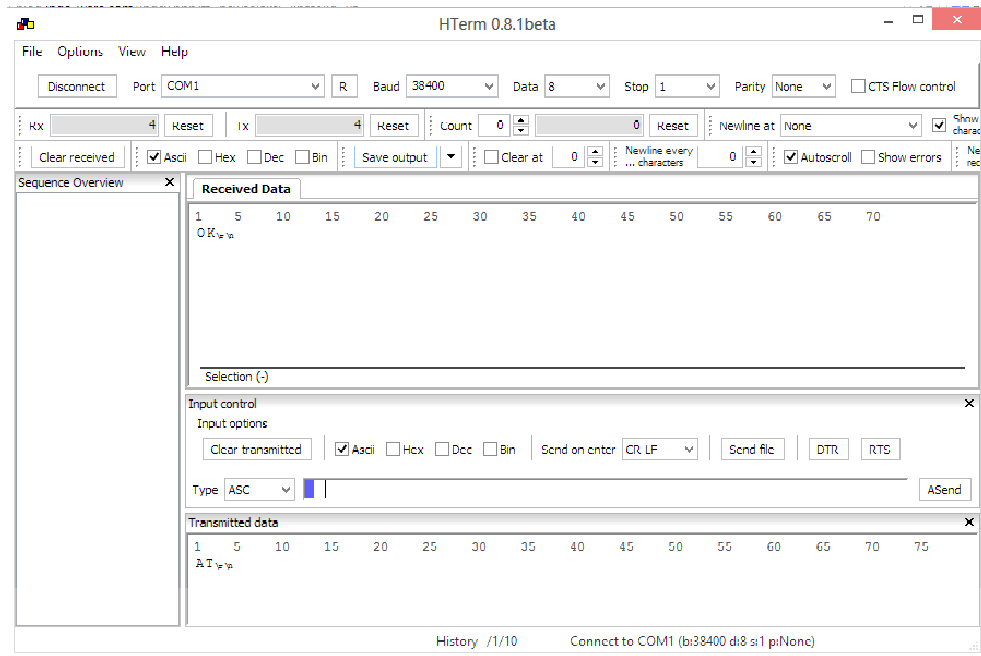 HTerm 0.8.1beta
File Options View Help
Disconnect Port COM1 R Baud 38400 Data 8 Stop 1 Parity None CTS Flow control
Rx 4 Reset Tx 4 Reset Count 0 0 Reset Newline at None Show
charac
Clear received Ascii Hex Dec Bin Save output Clear at 0 Newline every
... characters 0 Autoscroll Show errors Ne
rec
Sequence Overview
Received Data
1 5 10 15 20 25 30 35 40 45 50 55 60 65 70
OK\r\n
Selection (-)
Input control
Input options
Clear transmitted Ascii Hex Dec Bin Send on enter CR LF Send file DTR RTS
Type ASC ASend
Transmitted data
1 5 10 15 20 25 30 35 40 45 50 55 60 65 70 75
AT\r\n
History /1/10 Connect to COM1 (b:38400 d:8 s:1 p:None)